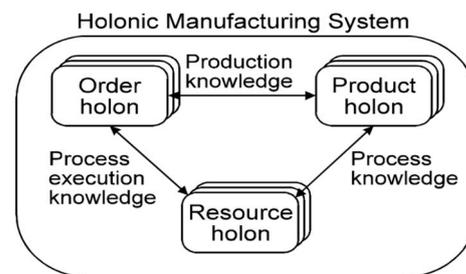 Holonic Manufacturing System
Order
holon
Production
knowledge
Product
holon
Process
execution
knowledge
Process
knowledge
Resource
holon